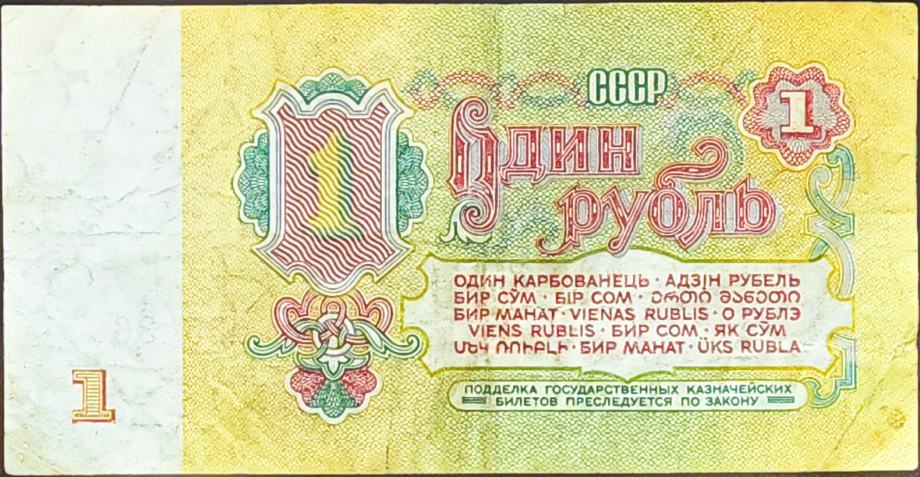 СССР
1
1
Один
рубль
ОДИН КАРБОВАНЕЦЬ · АДЗІН РУБЕЛЬ
БИР СЎМ · БІР СОМ · ᲔᲠᲗᲘ ᲛᲐᲜᲔᲗᲘ
БИР МАНАТ · VIENAS RUBLIS · О РУБЛЭ
VIENS RUBLIS · БИР СОМ · ЯК СӮМ
ՄԵԿ ՌՈՒԲԼԻ · БИР МАНАТ · ÜKS RUBLA
ПОДДЕЛКА ГОСУДАРСТВЕННЫХ КАЗНАЧЕЙСКИХ
БИЛЕТОВ ПРЕСЛЕДУЕТСЯ ПО ЗАКОНУ
1